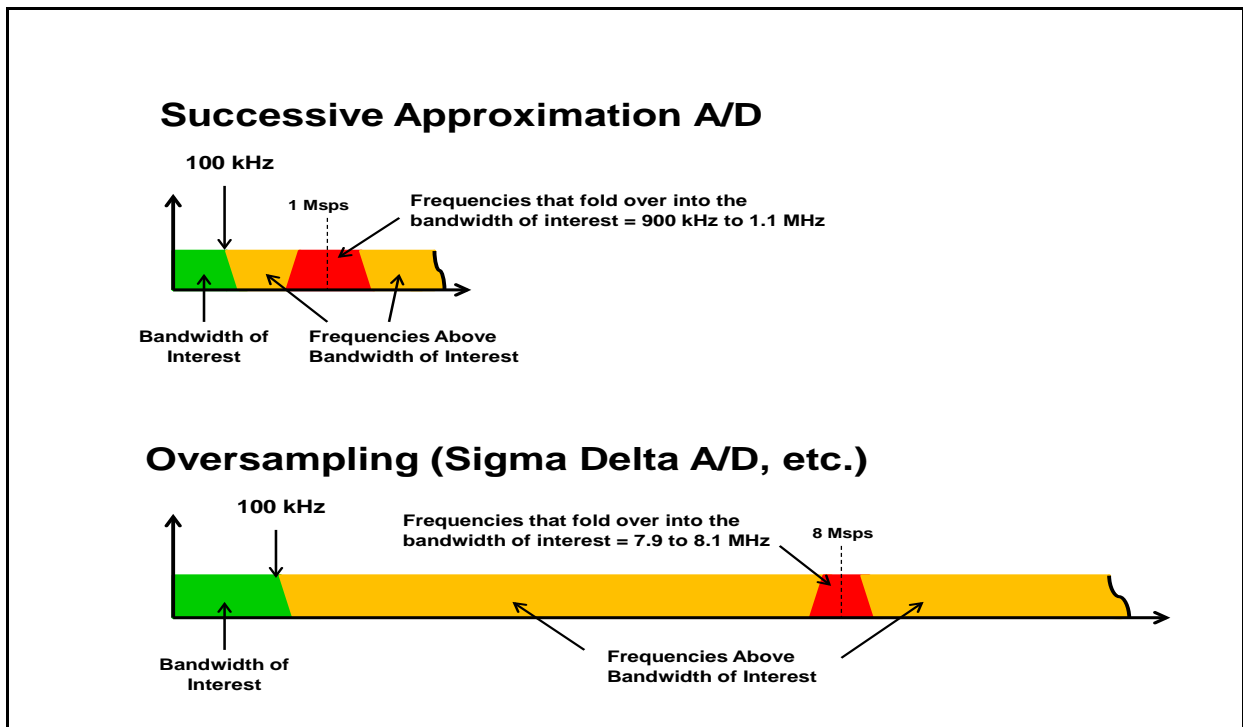 Successive Approximation A/D
100 kHz
1 Msps
Frequencies that fold over into the
bandwidth of interest = 900 kHz to 1.1 MHz
Bandwidth of
Interest
Frequencies Above
Bandwidth of Interest
Oversampling (Sigma Delta A/D, etc.)
100 kHz
Frequencies that fold over into the
bandwidth of interest = 7.9 to 8.1 MHz
8 Msps
Bandwidth of
Interest
Frequencies Above
Bandwidth of Interest